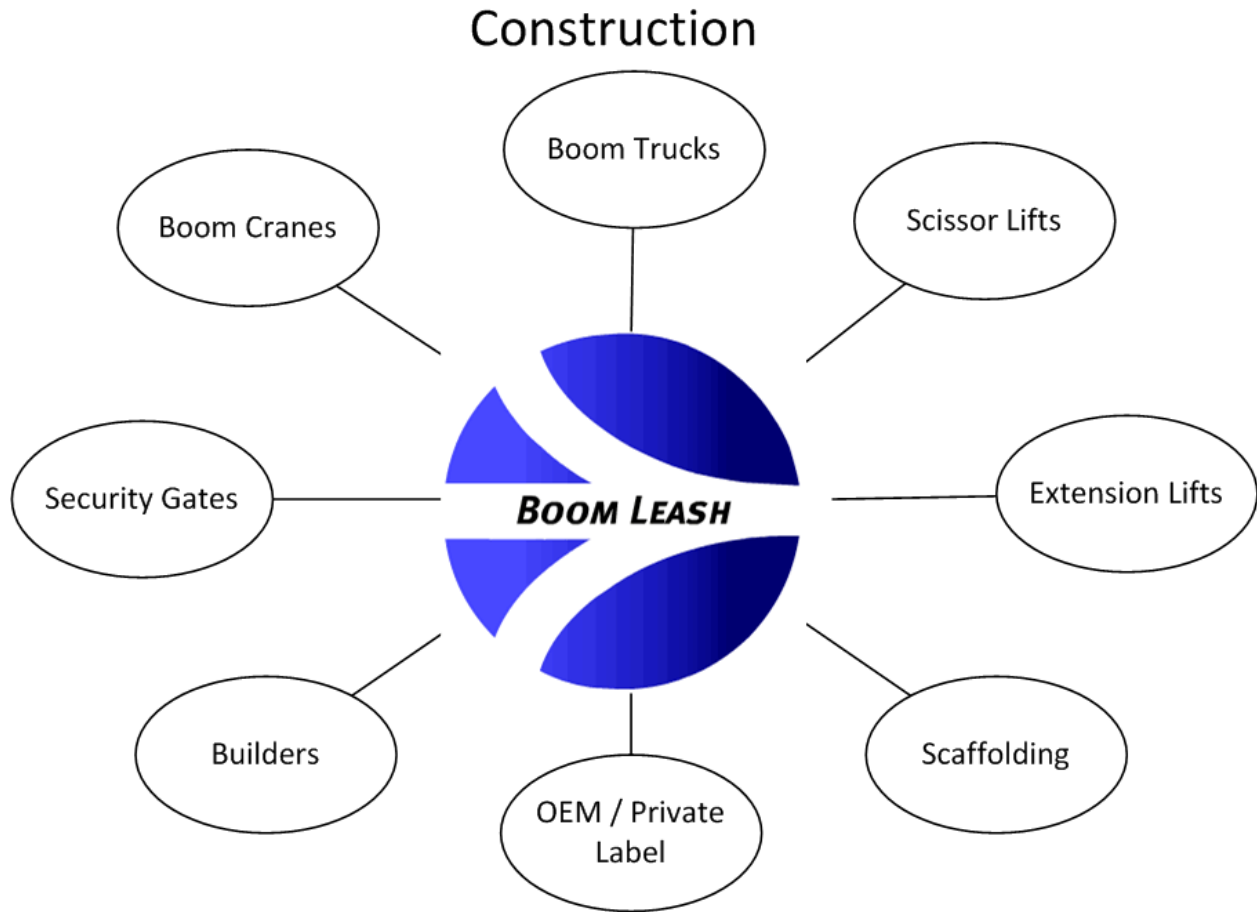 Construction
Boom Trucks
Boom Cranes
Scissor Lifts
Security Gates
BOOM LEASH
Extension Lifts
Builders
Scaffolding
OEM / Private
Label